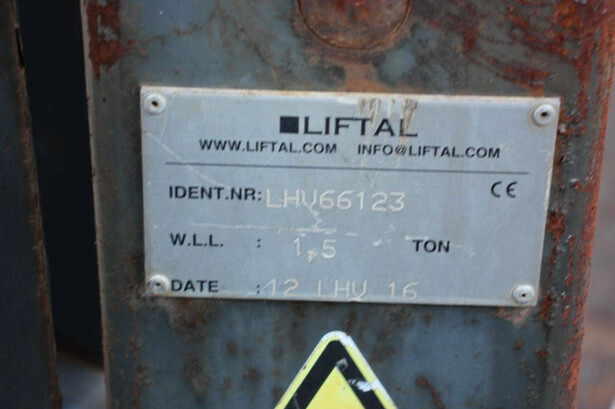 LIFTAL
WWW.LIFTAL.COM INFO@LIFTAL.COM
IDENT.NR: LHV66123 CE
W.L.L. : 1,5 TON
DATE : 12 LHV 16